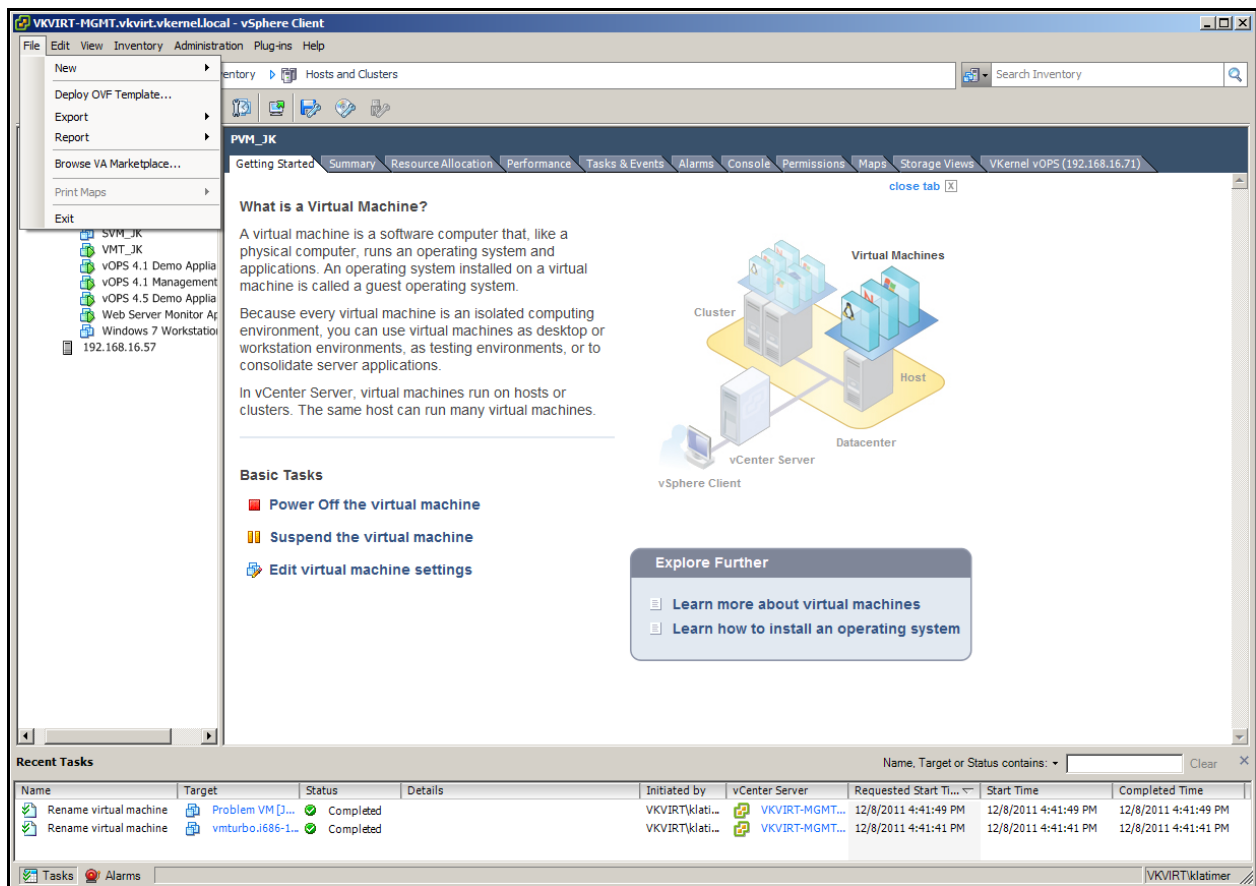 VKVIRT-MGMT.vkvirt.vkernel.local - vSphere Client
File Edit View Inventory Administration Plug-ins Help
New
Deploy OVF Template...
Export
Report
Browse VA Marketplace...
Print Maps
Exit
entory Hosts and Clusters
Search Inventory
SVM_JK
VMT_JK
vOPS 4.1 Demo Applia
vOPS 4.1 Management
vOPS 4.5 Demo Applia
Web Server Monitor Ap
Windows 7 Workstation
192.168.16.57
PVM_JK
Getting Started Summary Resource Allocation Performance Tasks & Events Alarms Console Permissions Maps Storage Views VKernel vOPS (192.168.16.71)
close tab X
What is a Virtual Machine?
A virtual machine is a software computer that, like a
physical computer, runs an operating system and
applications. An operating system installed on a virtual
machine is called a guest operating system.
Because every virtual machine is an isolated computing
environment, you can use virtual machines as desktop or
workstation environments, as testing environments, or to
consolidate server applications.
In vCenter Server, virtual machines run on hosts or
clusters. The same host can run many virtual machines.
Basic Tasks
Power Off the virtual machine
Suspend the virtual machine
Edit virtual machine settings
Virtual Machines
Cluster
Host
Datacenter
vCenter Server
vSphere Client
Explore Further
Learn more about virtual machines
Learn how to install an operating system
Recent Tasks
Name, Target or Status contains: Clear
Name Target Status Details Initiated by vCenter Server Requested Start Ti... Start Time Completed Time
Rename virtual machine Problem VM [J... Completed VKVIRT\klati... VKVIRT-MGMT... 12/8/2011 4:41:49 PM 12/8/2011 4:41:49 PM 12/8/2011 4:41:49 PM
Rename virtual machine vmturbo.i686-1... Completed VKVIRT\klati... VKVIRT-MGMT... 12/8/2011 4:41:41 PM 12/8/2011 4:41:41 PM 12/8/2011 4:41:41 PM
Tasks Alarms VKVIRT\klatimer